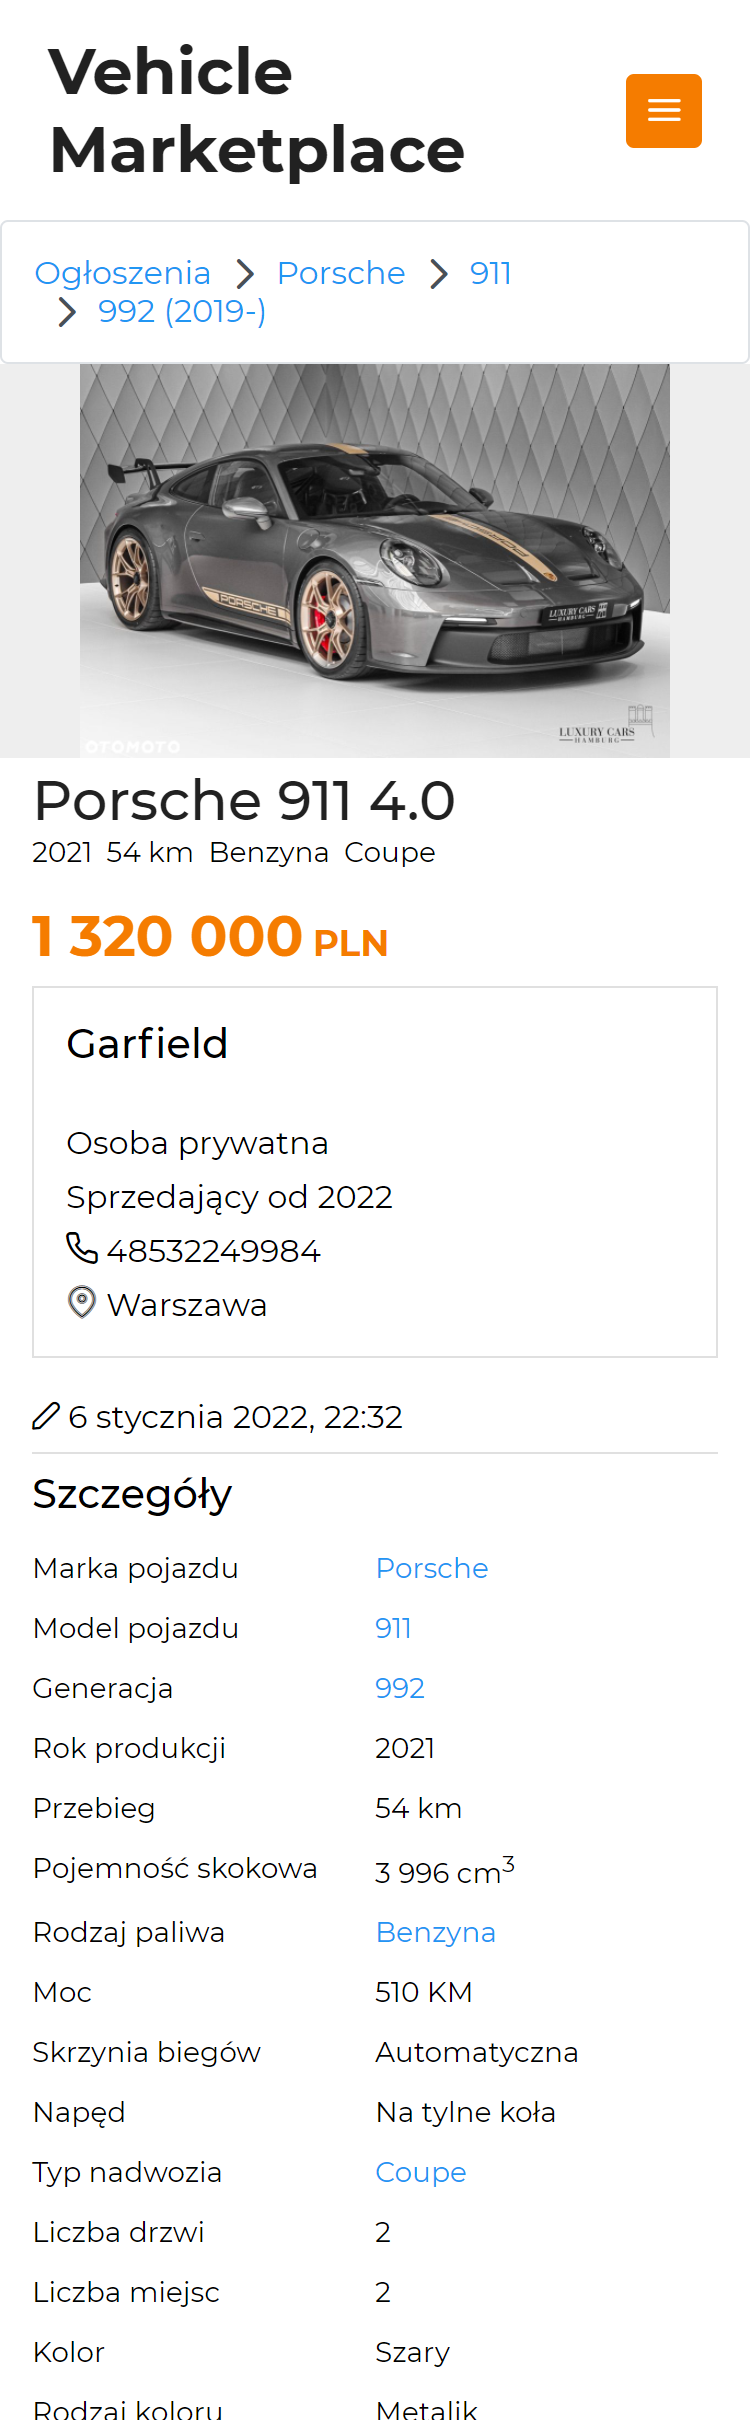 Vehicle
Marketplace
Ogłoszenia > Porsche > 911
> 992 (2019-)
PORSCHE
PORSCHE
LUXURY CARS
HAMBURG
OTOMOTO
LUXURY CARS
HAMBURG
Porsche 911 4.0
2021 54 km Benzyna Coupe
1 320 000 PLN
Garfield
Osoba prywatna
Sprzedający od 2022
48532249984
Warszawa
6 stycznia 2022, 22:32
Szczegóły
Marka pojazdu Porsche
Model pojazdu 911
Generacja 992
Rok produkcji 2021
Przebieg 54 km
Pojemność skokowa 3 996 cm³
Rodzaj paliwa Benzyna
Moc 510 KM
Skrzynia biegów Automatyczna
Napęd Na tylne koła
Typ nadwozia Coupe
Liczba drzwi 2
Liczba miejsc 2
Kolor Szary
Rodzaj koloru Metalik